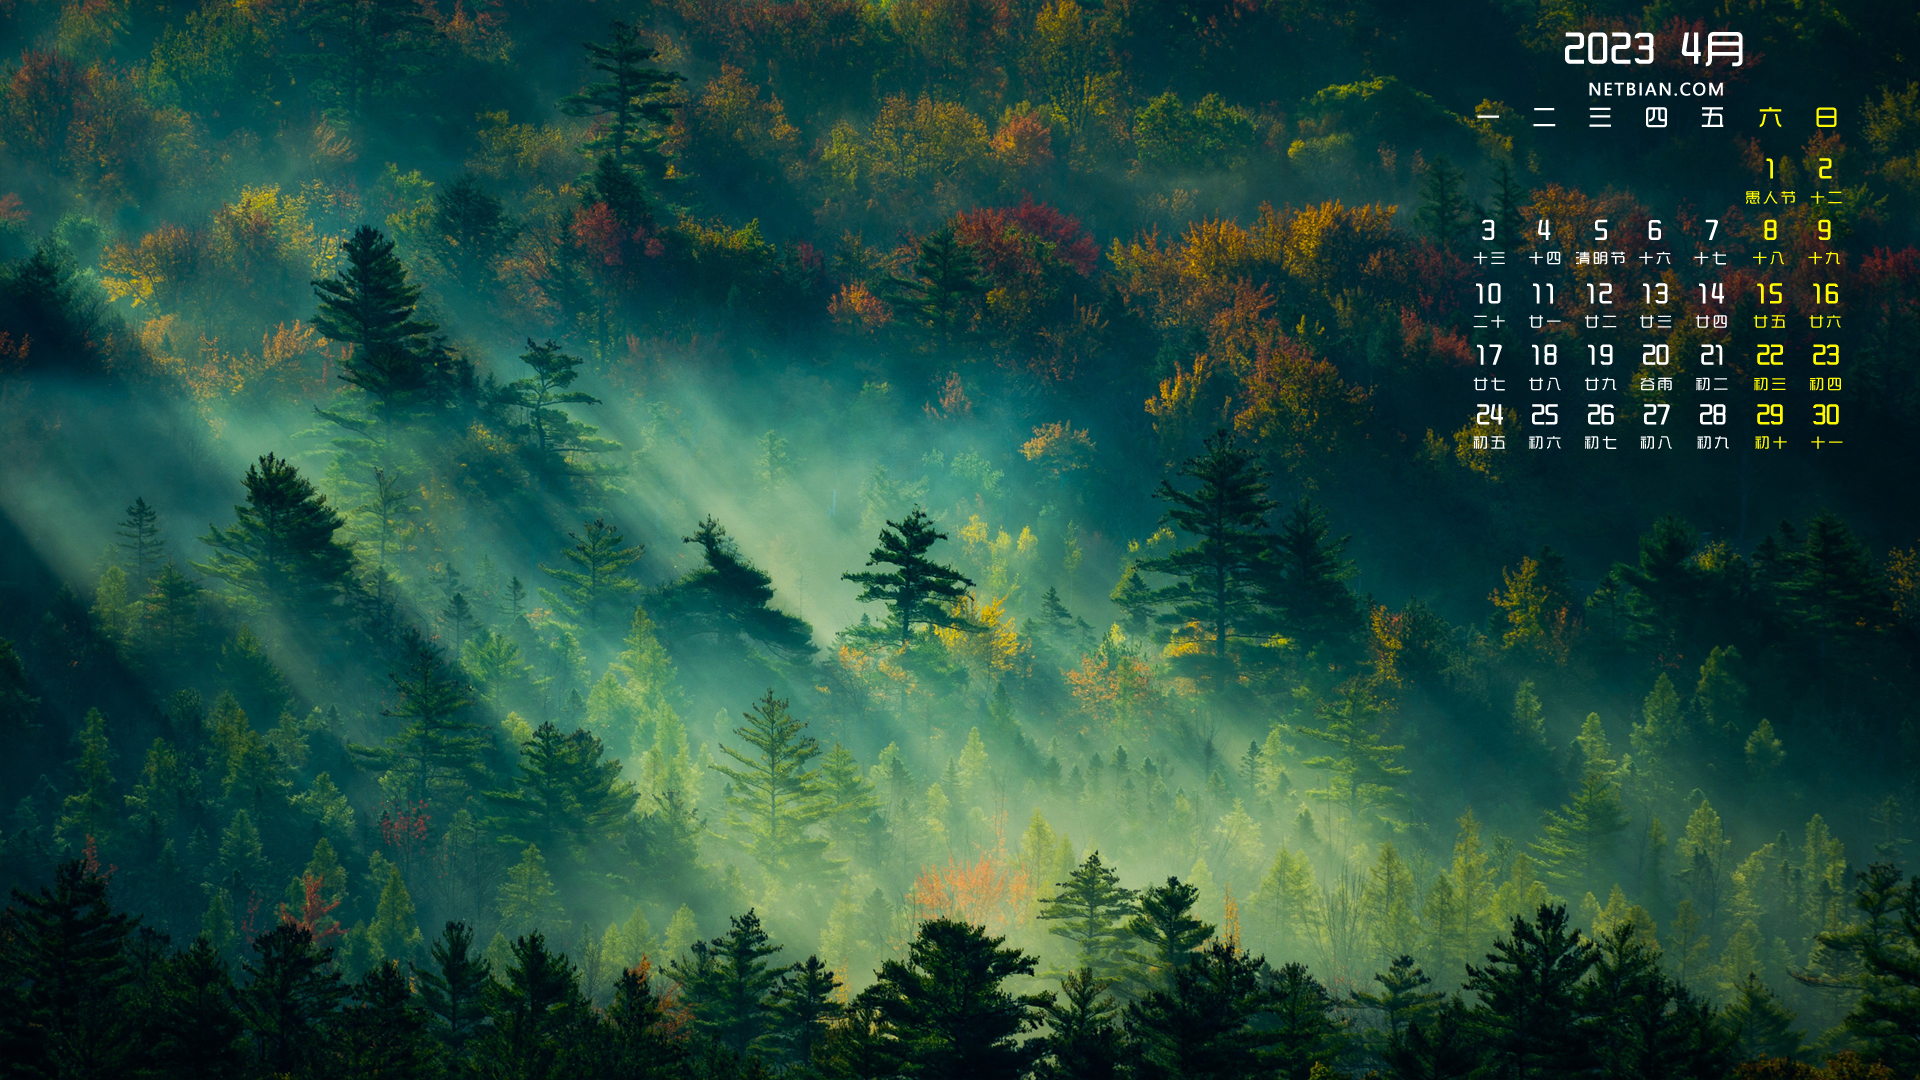 2023 4月
NETBIAN.COM
一 二 三 四 五 六 日
1 2
愚人节 十二
3 4 5 6 7 8 9
十三 十四 清明节 十六 十七 十八 十九
10 11 12 13 14 15 16
二十 廿一 廿二 廿三 廿四 廿五 廿六
17 18 19 20 21 22 23
廿七 廿八 廿九 谷雨 初二 初三 初四
24 25 26 27 28 29 30
初五 初六 初七 初八 初九 初十 十一